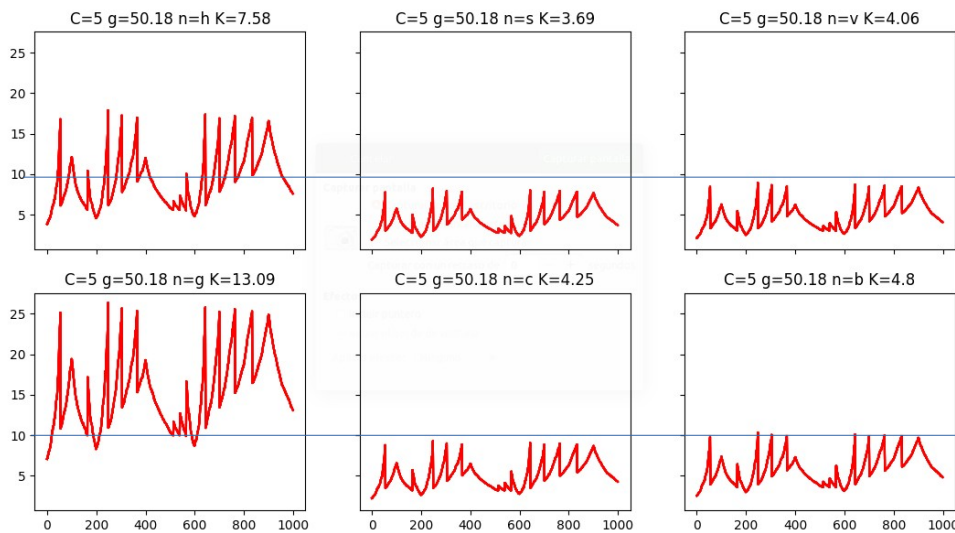 C=5 g=50.18 n=h K=7.58
C=5 g=50.18 n=s K=3.69
C=5 g=50.18 n=v K=4.06
25
20
15
10
5
C=5 g=50.18 n=g K=13.09
C=5 g=50.18 n=c K=4.25
C=5 g=50.18 n=b K=4.8
25
20
15
10
5
0 200 400 600 800 1000
0 200 400 600 800 1000
0 200 400 600 800 1000